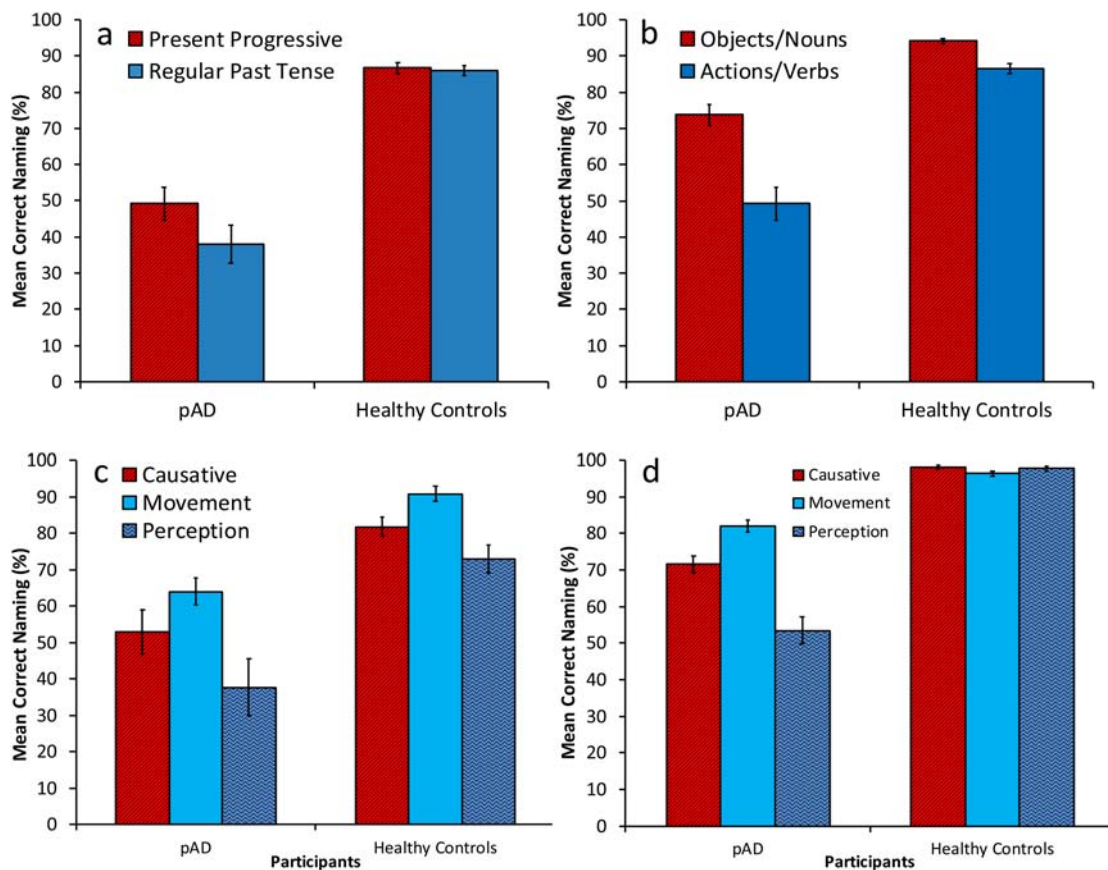 a
Present Progressive
Regular Past Tense
Mean Correct Naming (%)
100
90
80
70
60
50
40
30
20
10
0
pAD
Healthy Controls
b
Objects/Nouns
Actions/Verbs
Mean Correct Naming (%)
100
90
80
70
60
50
40
30
20
10
0
pAD
Healthy Controls
c
Causative
Movement
Perception
Mean Correct Naming (%)
100
90
80
70
60
50
40
30
20
10
0
pAD
Healthy Controls
Participants
d
Causative
Movement
Perception
Mean Correct Naming (%)
100
90
80
70
60
50
40
30
20
10
0
pAD
Healthy Controls
Participants